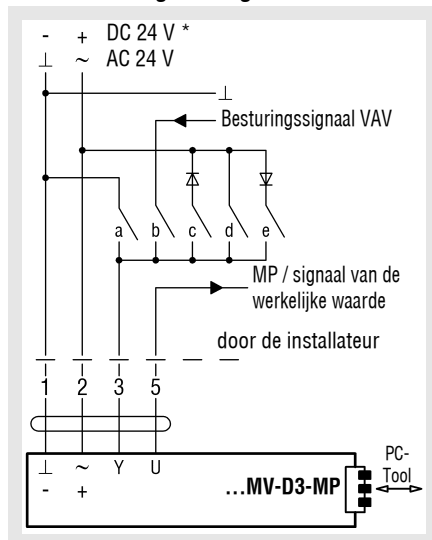 - + DC 24 V *
⊥ ~ AC 24 V
⊥
Besturingssignaal VAV
a b c d e
MP / signaal van de
werkelijke waarde
door de installateur
1 2 3 5
⊥ ~ Y U
- +
...MV-D3-MP
PC-
Tool